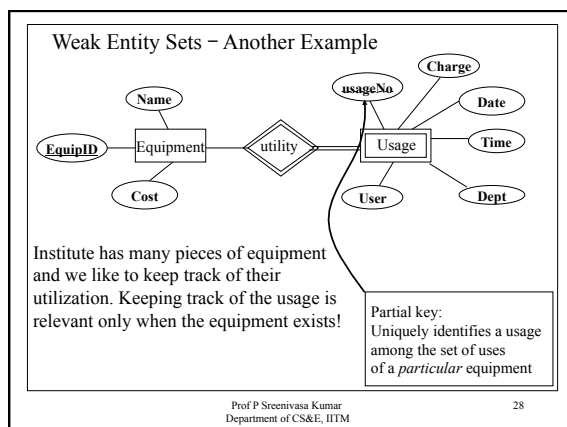 Weak Entity Sets – Another Example
Charge
usageNo
Name
Date
EquipID
Equipment
utility
Usage
Time
Cost
User
Dept
Institute has many pieces of equipment
and we like to keep track of their
utilization. Keeping track of the usage is
relevant only when the equipment exists!
Partial key:
Uniquely identifies a usage
among the set of uses
of a particular equipment
Prof P Sreenivasa Kumar
Department of CS&E, IITM
28